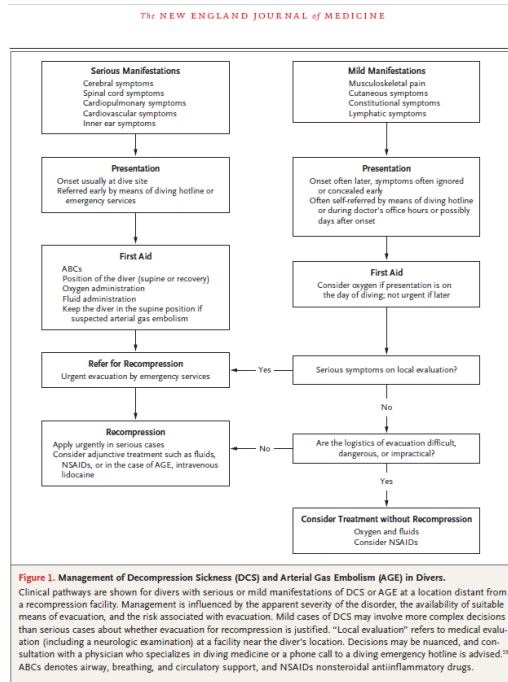 The NEW ENGLAND JOURNAL of MEDICINE
Serious Manifestations
Cerebral symptoms
Spinal cord symptoms
Cardiopulmonary symptoms
Cardiovascular symptoms
Inner ear symptoms
Mild Manifestations
Musculoskeletal pain
Cutaneous symptoms
Constitutional symptoms
Lymphatic symptoms
Presentation
Onset usually at dive site
Referred early by means of diving hotline or
emergency services
Presentation
Onset often later, symptoms often ignored
or concealed early
Often self-referred by means of diving hotline
or during doctor's office hours or possibly
days after onset
First Aid
ABCs
Position of the diver (supine or recovery)
Oxygen administration
Fluid administration
Keep the diver in the supine position if
suspected arterial gas embolism
First Aid
Consider oxygen if presentation is on
the day of diving; not urgent if later
Refer for Recompression
Urgent evacuation by emergency services
Yes
Serious symptoms on local evaluation?
No
Recompression
Apply urgently in serious cases
Consider adjunctive treatment such as fluids,
NSAIDs, or in the case of AGE, intravenous
lidocaine
No
Are the logistics of evacuation difficult,
dangerous, or impractical?
Yes
Consider Treatment without Recompression
Oxygen and fluids
Consider NSAIDs
Figure 1. Management of Decompression Sickness (DCS) and Arterial Gas Embolism (AGE) in Divers.
Clinical pathways are shown for divers with serious or mild manifestations of DCS or AGE at a location distant from
a recompression facility. Management is influenced by the apparent severity of the disorder, the availability of suitable
means of evacuation, and the risk associated with evacuation. Mild cases of DCS may involve more complex decisions
than serious cases about whether evacuation for recompression is justified. "Local evaluation" refers to medical evalu-
ation (including a neurologic examination) at a facility near the diver's location. Decisions may be nuanced, and con-
sultation with a physician who specializes in diving medicine or a phone call to a diving emergency hotline is advised.
ABCs denotes airway, breathing, and circulatory support, and NSAIDs nonsteroidal antiinflammatory drugs.